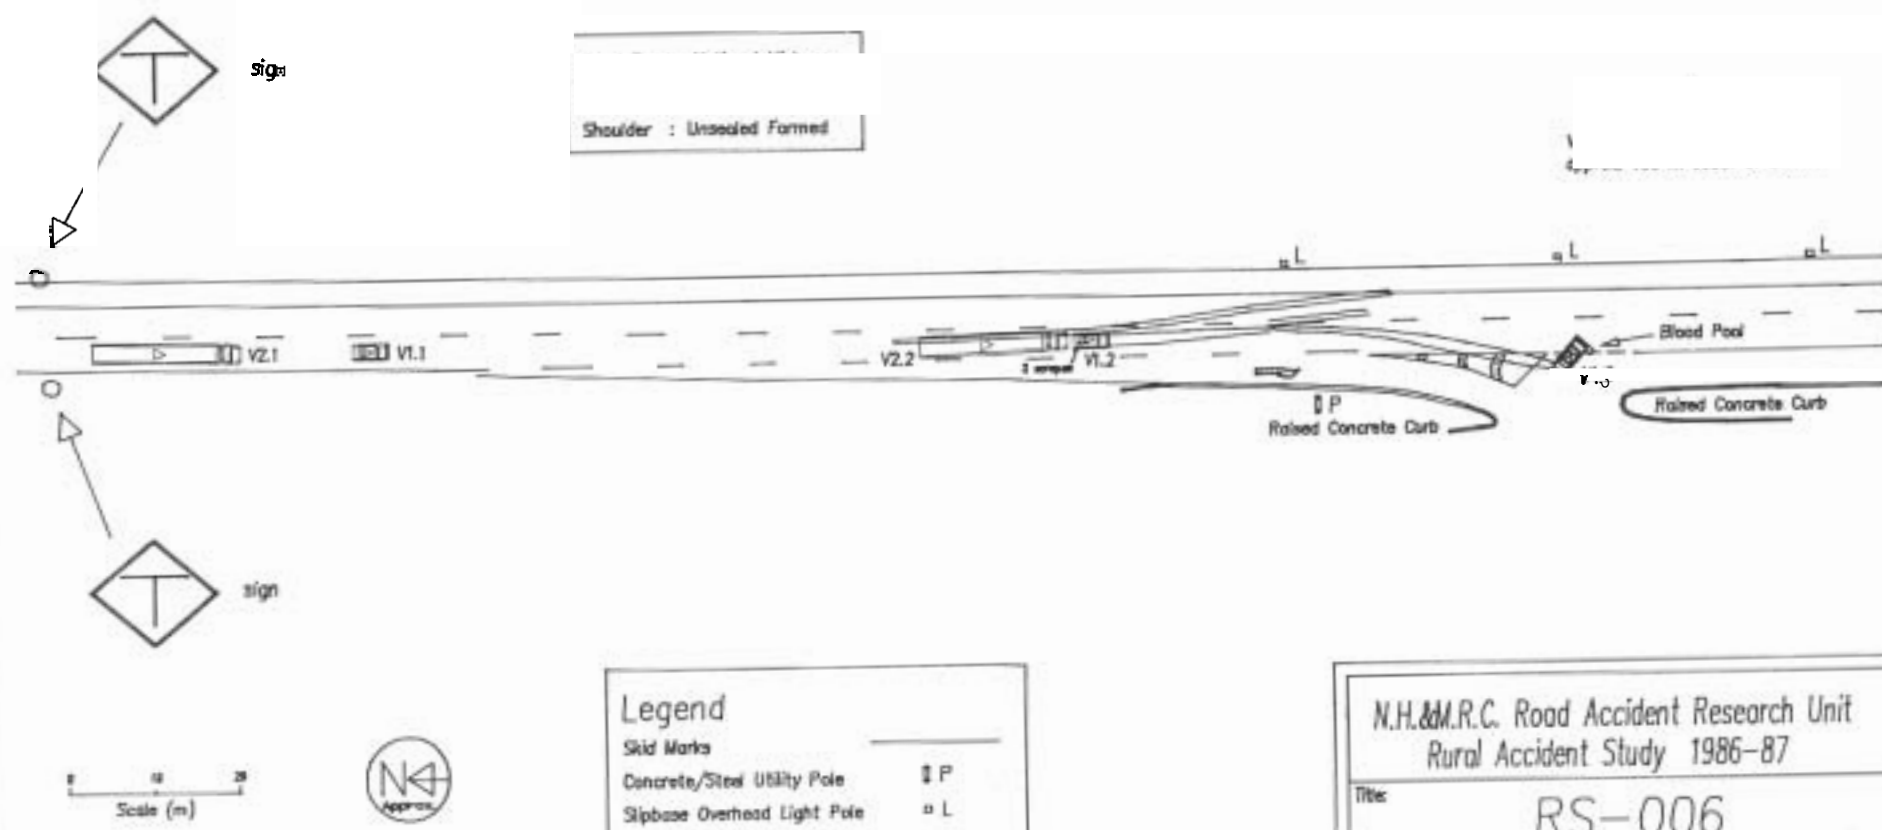 T
sign
Shoulder : Unsealed Formed
L
L
L
V2.1
V1.1
V2.2
V1.2
Blood Pool
P
Raised Concrete Curb
Raised Concrete Curb
T
sign
Legend
Skid Marks
Concrete/Steel Utility Pole
P
Slipbase Overhead Light Pole
L
0 10 20
Scale (m)
N
Approx.
N.H.&M.R.C. Road Accident Research Unit
Rural Accident Study 1986-87
Title:
RS-006